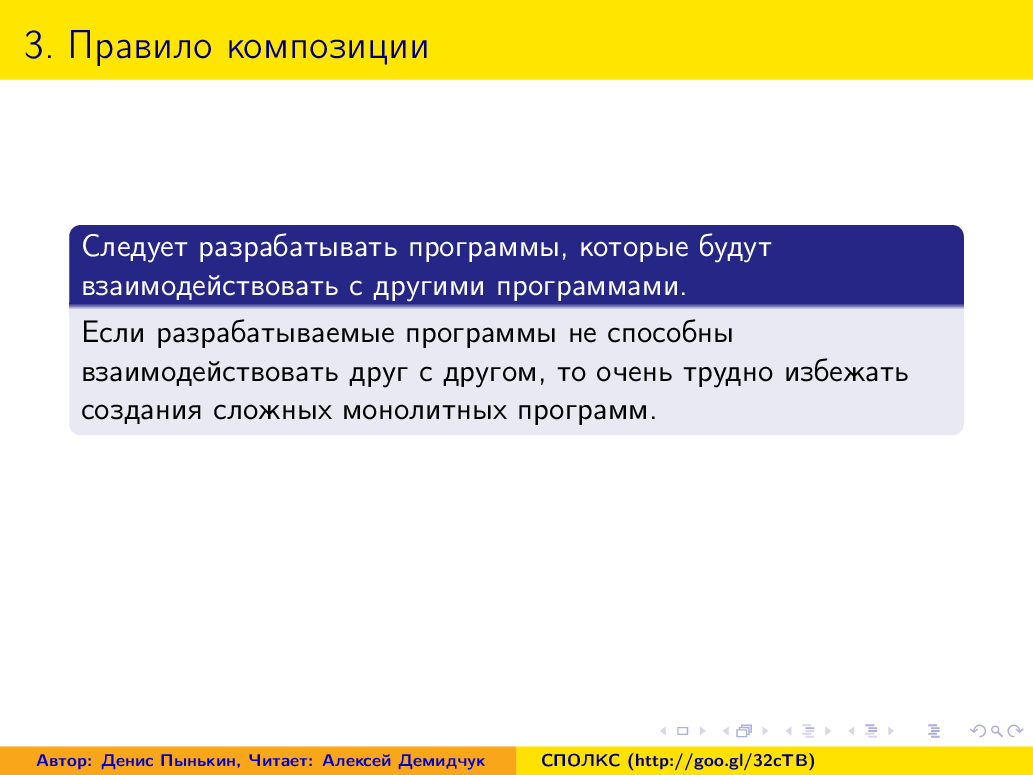 3. Правило композиции
Следует разрабатывать программы, которые будут
взаимодействовать с другими программами.
Если разрабатываемые программы не способны
взаимодействовать друг с другом, то очень трудно избежать
создания сложных монолитных программ.
Автор: Денис Пынькин, Читает: Алексей Демидчук
СПОЛКС (http://goo.gl/32cTB)